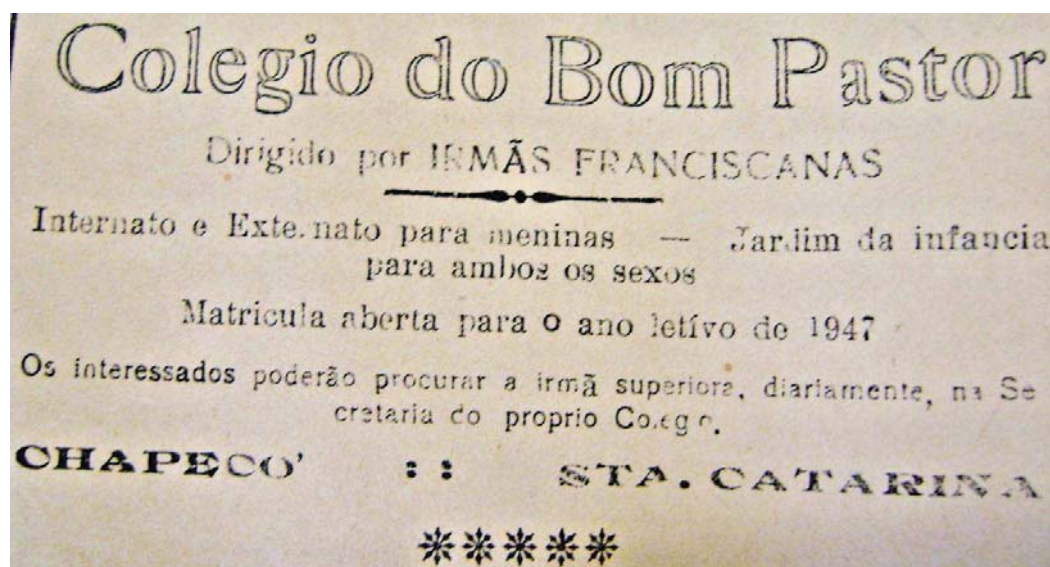 Colegio do Bom Pastor
Dirigido por IRMÃS FRANCISCANAS
Internato e Externato para meninas — Jardim da infancia
para ambos os sexos
Matricula aberta para o ano letívo de 1947
Os interessados poderão procurar a irmã superiora, diariamente, na Se
cretaria do proprio Colegio.
CHAPECO' : : STA. CATARINA